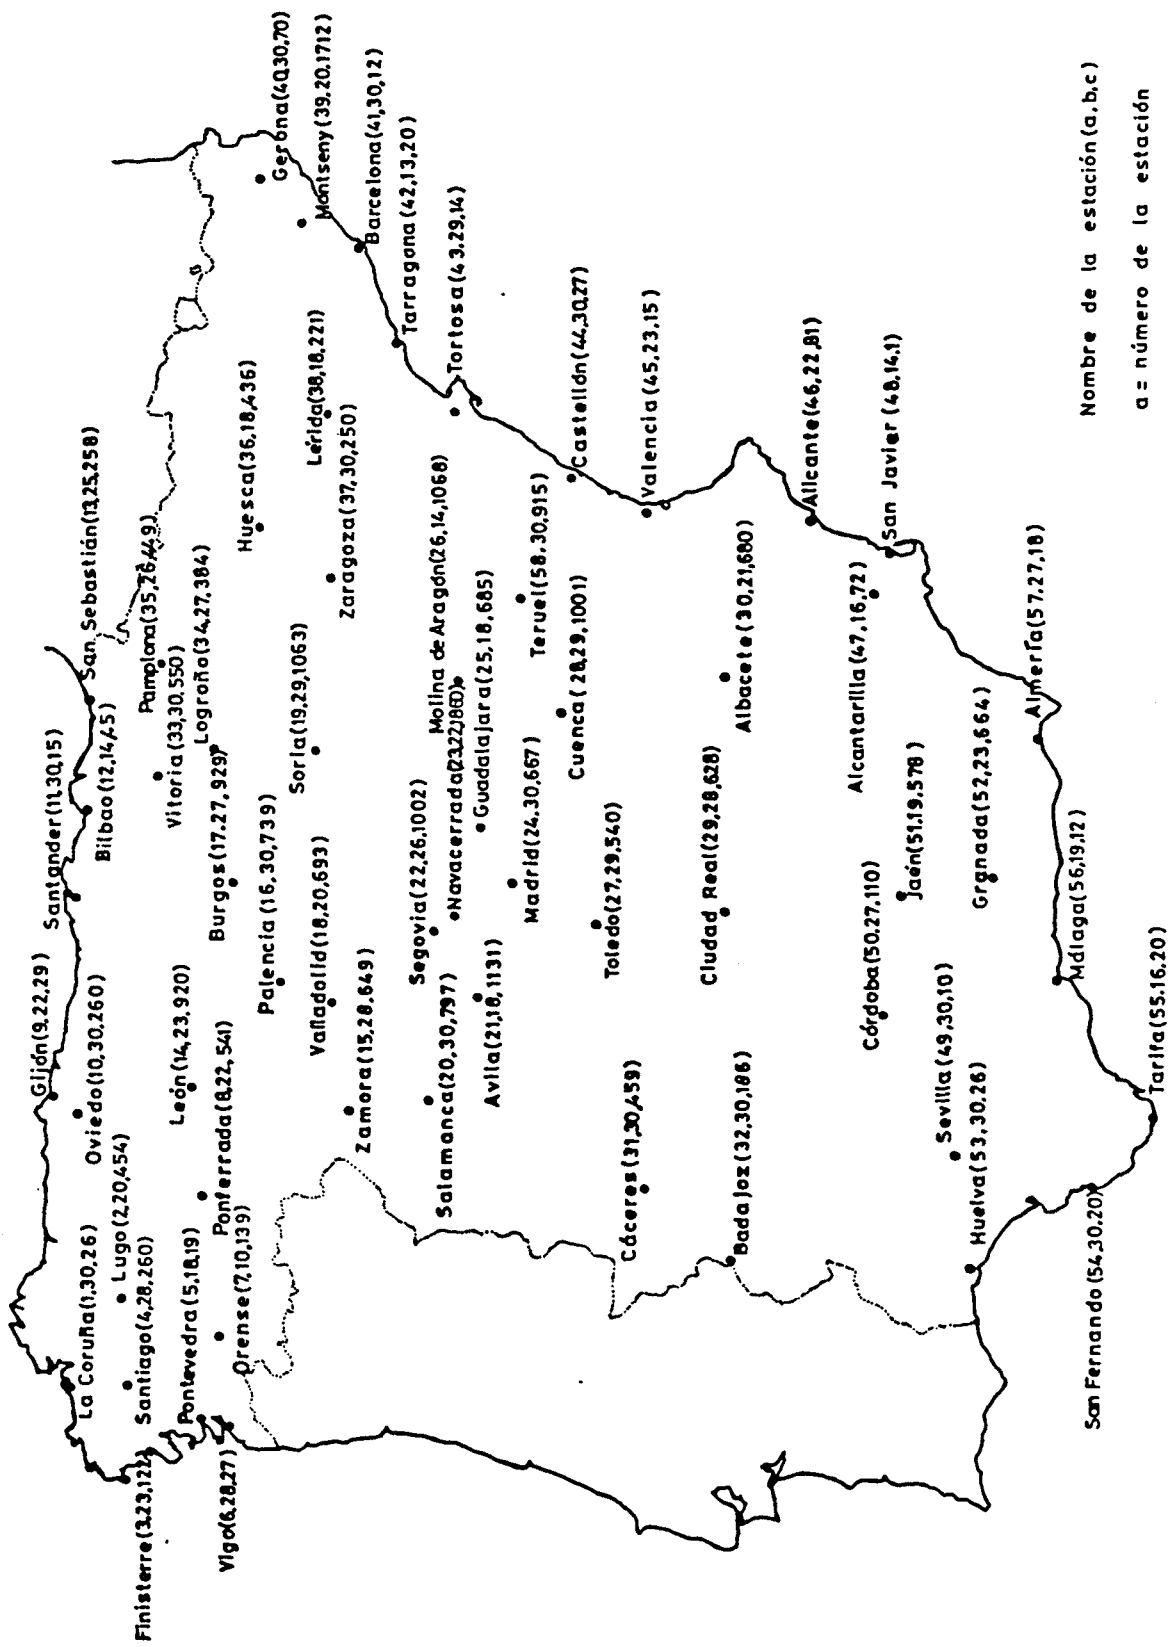 Gijón(9,22,29)
Santander(11,30,15)
San Sebastián(13,25,258)
La Coruña(1,30,26)
Oviedo(10,30,260)
Bilbao(12,14,45)
Lugo(2,20,454)
Santiago(4,28,260)
Finisterre(3,23,122)
León(14,23,920)
Vitoria(33,30,550)
Pamplona(35,26,449)
Pontevedra(5,18,19)
Ponferrada(8,22,541)
Burgos(17,27,929)
Logroño(34,27,384)
Vigo(6,28,27)
Orense(7,10,139)
Palencia(16,30,739)
Huesca(36,18,436)
Gerona(40,30,70)
Montseny(39,20,1712)
Valladolid(18,20,693)
Soria(19,29,1063)
Lérida(38,18,221)
Zaragoza(37,30,250)
Zamora(15,28,649)
Barcelona(41,30,12)
Tarragona(42,13,20)
Segovia(22,26,1002)
Molina de Aragón(26,14,1068)
Salamanca(20,30,797)
Navacerrada(23,22,1860)
Tortosa(43,29,14)
Avila(21,18,1131)
Guadalajara(25,18,685)
Madrid(24,30,667)
Teruel(58,30,915)
Cuenca(28,29,1001)
Castellón(44,30,27)
Toledo(27,29,540)
Cáceres(31,30,459)
Valencia(45,23,15)
Ciudad Real(29,28,628)
Albacete(30,21,680)
Badajoz(32,30,186)
Alicante(46,22,81)
Córdoba(50,27,110)
Alcantarilla(47,16,72)
San Javier(48,14,1)
Jaén(51,19,578)
Sevilla(49,30,10)
Huelva(53,30,26)
Granada(52,23,664)
Almería(57,27,18)
Málaga(56,19,12)
San Fernando(54,30,20)
Tarifa(55,16,20)
Nombre de la estación(a,b,c)
a = número de la estación